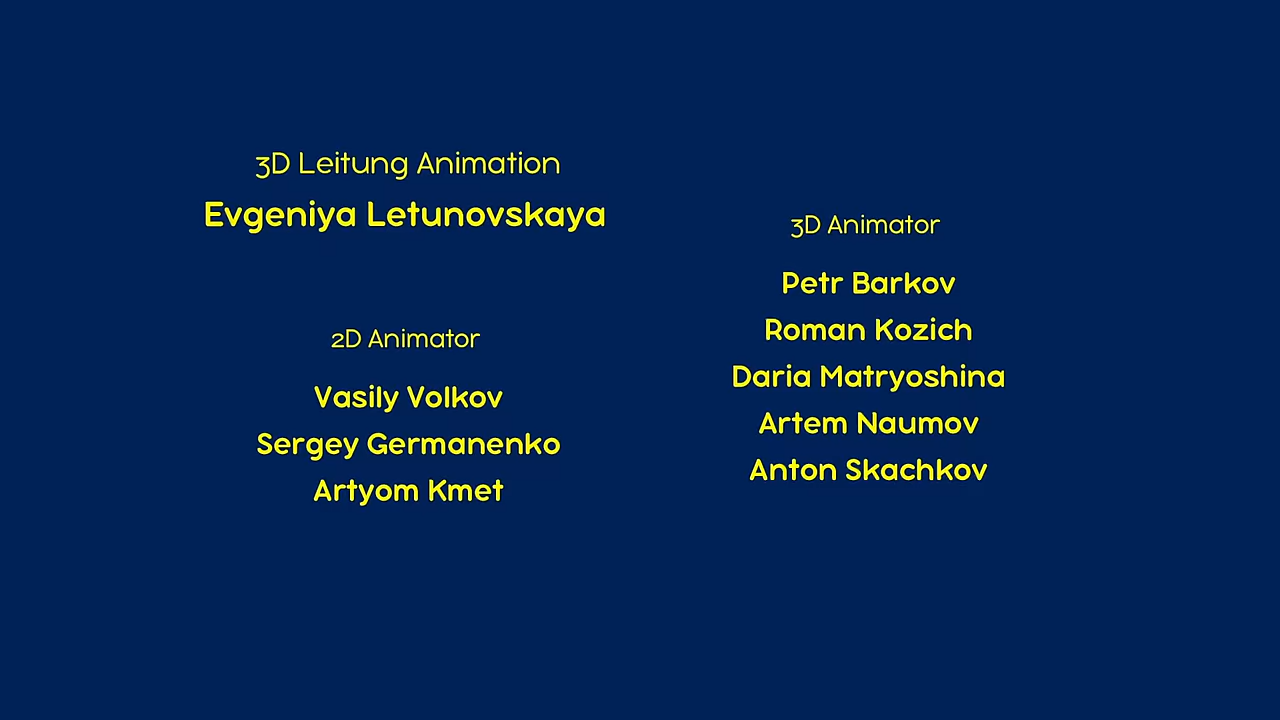 3D Leitung Animation
Evgeniya Letunovskaya
2D Animator
Vasily Volkov
Sergey Germanenko
Artyom Kmet
3D Animator
Petr Barkov
Roman Kozich
Daria Matryoshina
Artem Naumov
Anton Skachkov